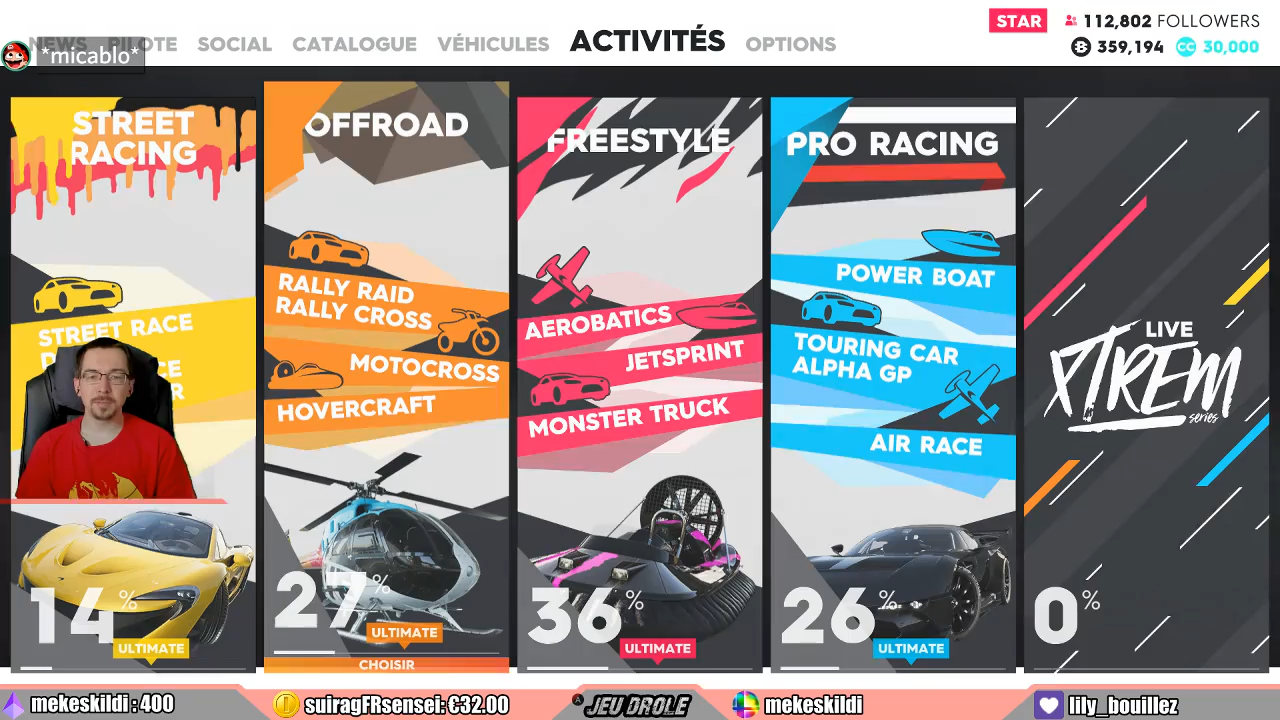 NEWS PILOTE SOCIAL CATALOGUE VÉHICULES ACTIVITÉS OPTIONS
*micablo*
STAR 112,802 FOLLOWERS
359,194 CC 30,000
STREET
RACING
STREET RACE
14%
ULTIMATE
OFFROAD
RALLY RAID
RALLY CROSS
MOTOCROSS
HOVERCRAFT
27%
ULTIMATE
CHOISIR
FREESTYLE
AEROBATICS
JETSPRINT
MONSTER TRUCK
36%
ULTIMATE
PRO RACING
POWER BOAT
TOURING CAR
ALPHA GP
AIR RACE
26%
ULTIMATE
LIVE
XTREM
series
0%
mekeskildi : 400
suiragFRsensei: €32.00
JEU DROLE
mekeskildi
lily_bouillez